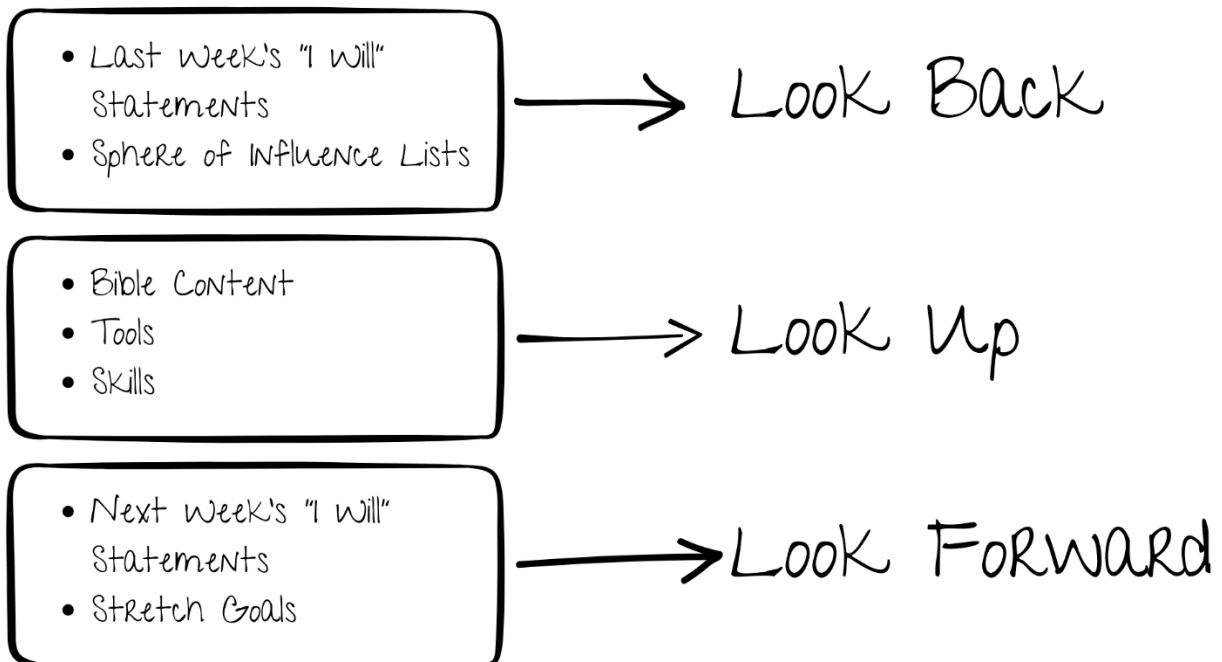 • Last Week's "I Will"
Statements
• Sphere of Influence Lists
Look Back
• Bible Content
• Tools
• Skills
Look Up
• Next Week's "I Will"
Statements
• Stretch Goals
Look Forward